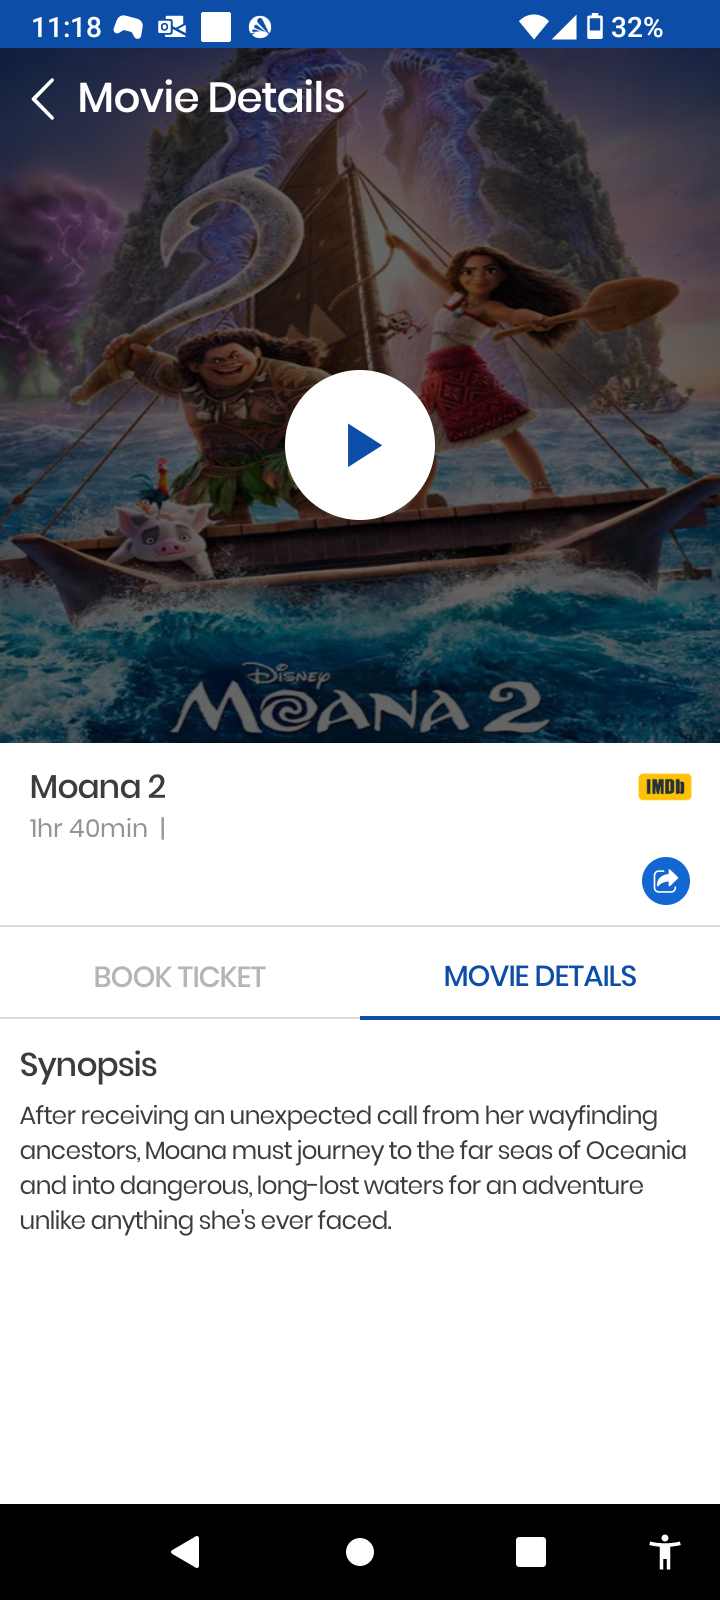 11:18
32%
Movie Details
Disney
MOANA 2
Moana 2
IMDb
1hr 40min |
BOOK TICKET
MOVIE DETAILS
Synopsis
After receiving an unexpected call from her wayfinding
ancestors, Moana must journey to the far seas of Oceania
and into dangerous, long-lost waters for an adventure
unlike anything she's ever faced.